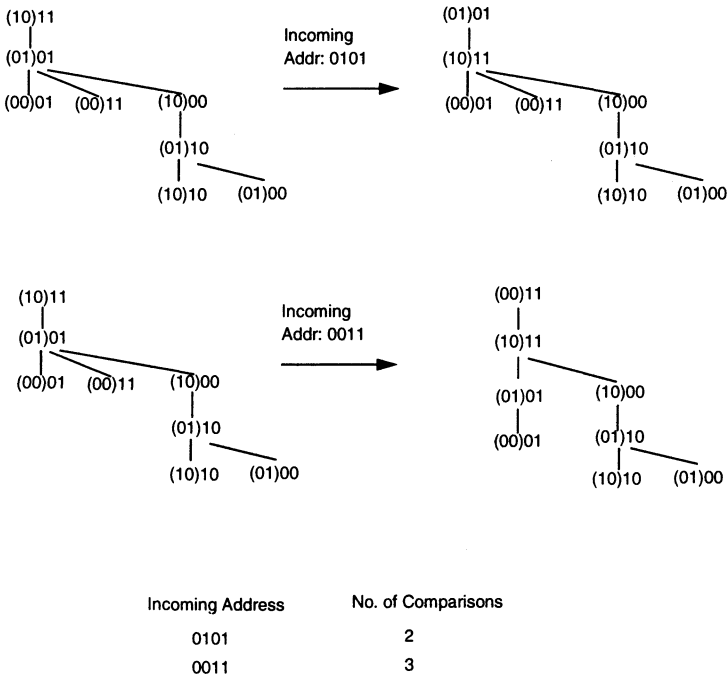 (10)11
(01)01
(00)01 (00)11 (10)00
(01)10
(10)10 (01)00
Incoming
Addr: 0101
(01)01
(10)11
(00)01 (00)11 (10)00
(01)10
(10)10 (01)00
(10)11
(01)01
(00)01 (00)11 (10)00
(01)10
(10)10 (01)00
Incoming
Addr: 0011
(00)11
(10)11
(01)01 (10)00
(00)01 (01)10
(10)10 (01)00
Incoming Address No. of Comparisons
0101 2
0011 3